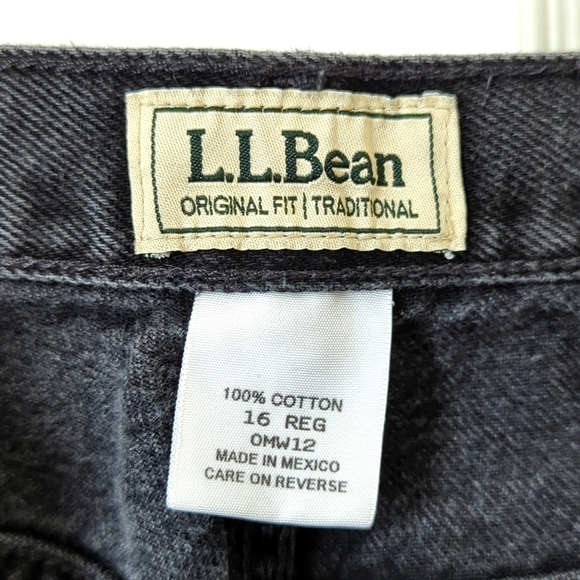 L.L.Bean
ORIGINAL FIT | TRADITIONAL
100% COTTON
16 REG
OMW12
MADE IN MEXICO
CARE ON REVERSE